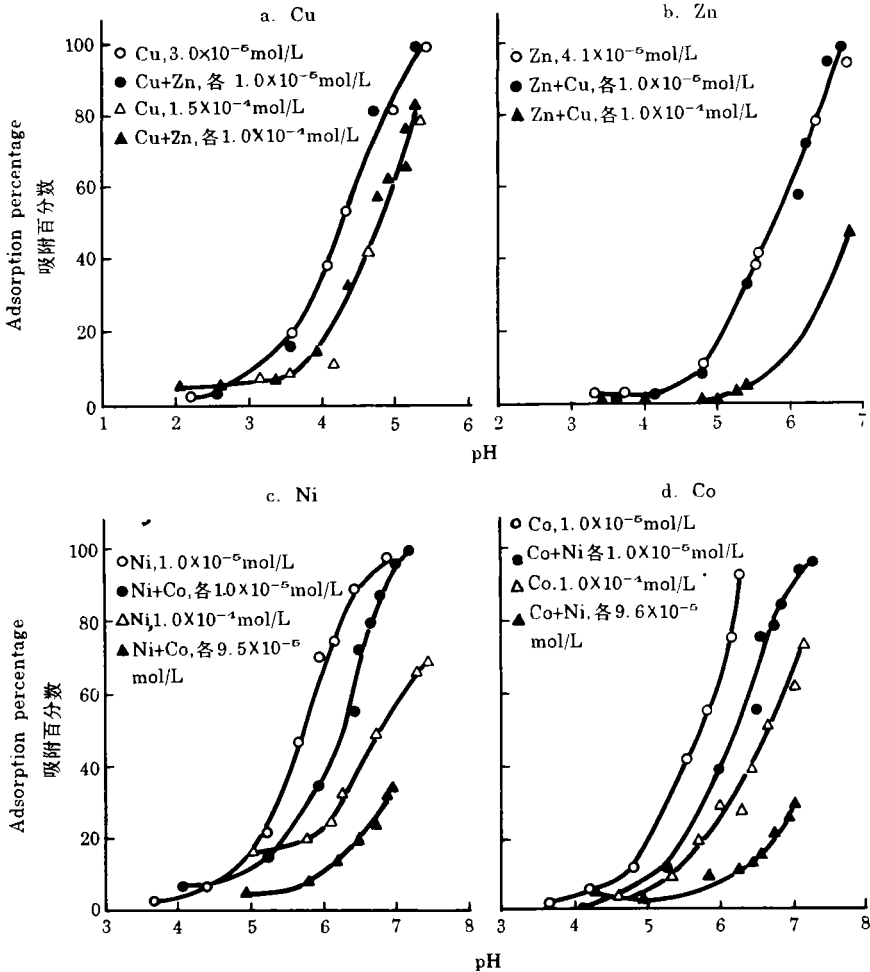 a. Cu
Cu, 3.0×10⁻⁵mol/L
Cu+Zn, 各 1.0×10⁻⁵mol/L
Cu, 1.5×10⁻⁴mol/L
Cu+Zn, 各1.0×10⁻⁴mol/L
Adsorption percentage
吸附百分数
100
80
60
40
20
0
1
2
3
4
5
6
b. Zn
Zn, 4.1×10⁻⁵mol/L
Zn+Cu, 各1.0×10⁻⁵mol/L
Zn+Cu, 各1.0×10⁻⁴mol/L
2
3
4
5
6
7
pH
c. Ni
Ni, 1.0×10⁻⁵mol/L
Ni+Co, 各1.0×10⁻⁵mol/L
Ni, 1.0×10⁻⁴mol/L
Ni+Co, 各9.5×10⁻⁵
mol/L
Adsorption percentage
吸附百分数
100
80
60
40
20
0
3
4
5
6
7
8
d. Co
Co, 1.0×10⁻⁵mol/L
Co+Ni 各1.0×10⁻⁵mol/L
Co. 1.0×10⁻⁴mol/L
Co+Ni, 各9.6×10⁻⁵
mol/L
3
4
5
6
7
8
pH